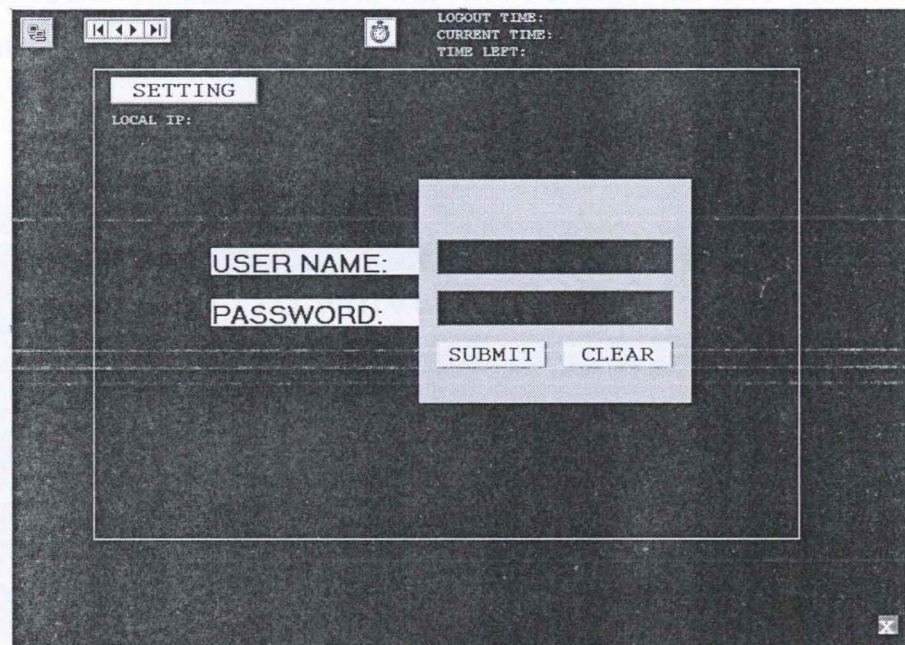 LOGOUT TIME:
CURRENT TIME:
TIME LEFT:
SETTING
LOCAL IP:
USER NAME:
PASSWORD:
SUBMIT CLEAR
X